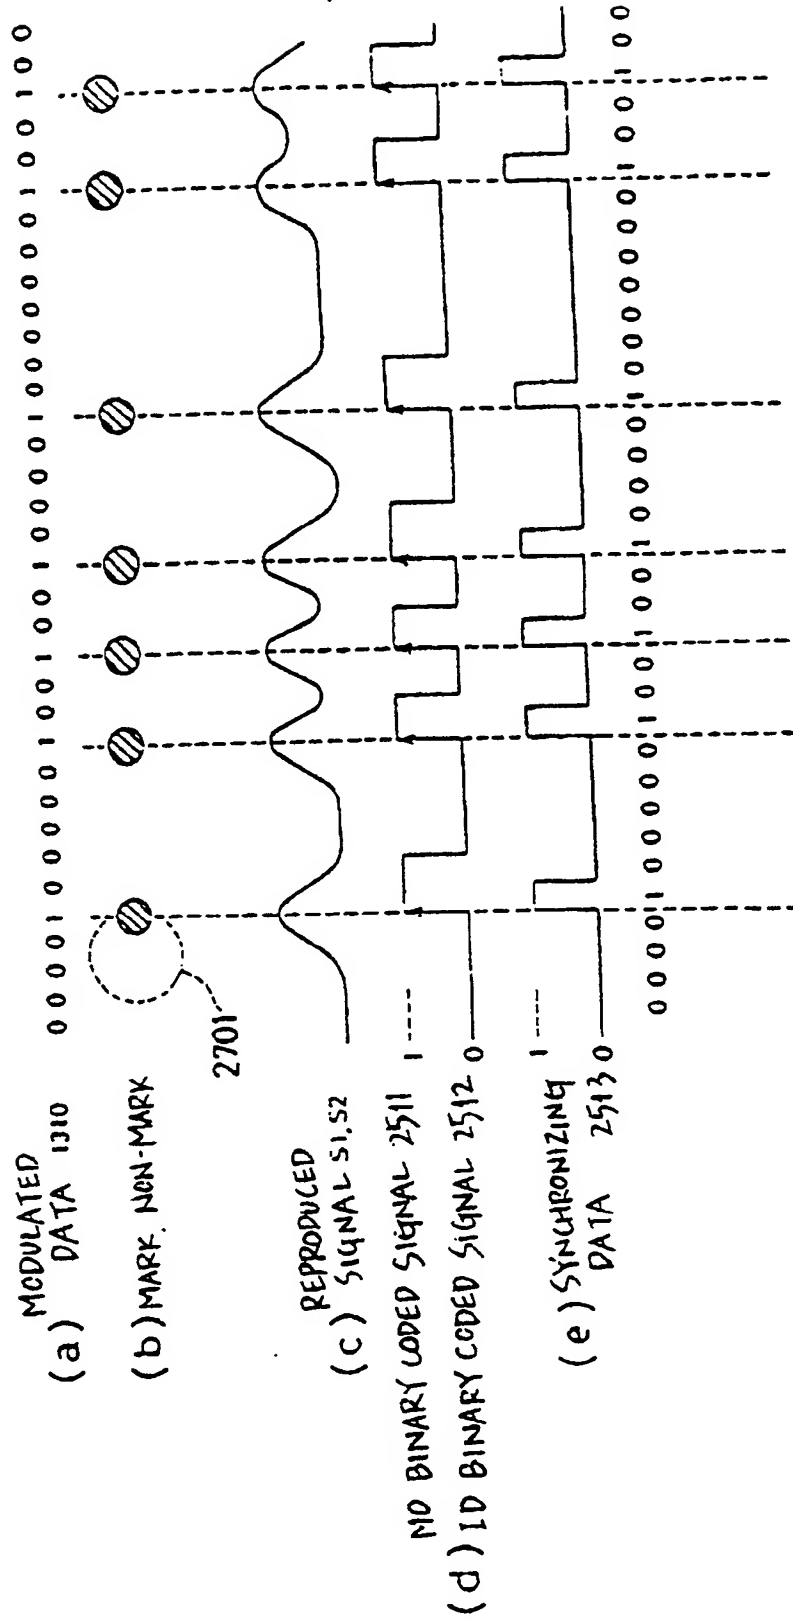 MODULATED
(a) DATA 1310
0 0 0 0 1 0 0 0 0 0 1 0 0 1 0 0 1 0 0 0 0 1 0 0 0 0 0 0 0 1 0 0 1 0 0
(b) MARK. NON-MARK
2701
REPRODUCED
(c) SIGNAL S1, S2
MO BINARY CODED SIGNAL 2511
1
(d) ID BINARY CODED SIGNAL 2512
0
1
(e) SYNCHRONIZING
DATA 2513
0
0 0 0 0 1 0 0 0 0 0 1 0 0 1 0 0 1 0 0 0 0 1 0 0 0 0 0 0 0 1 0 0 1 0 0